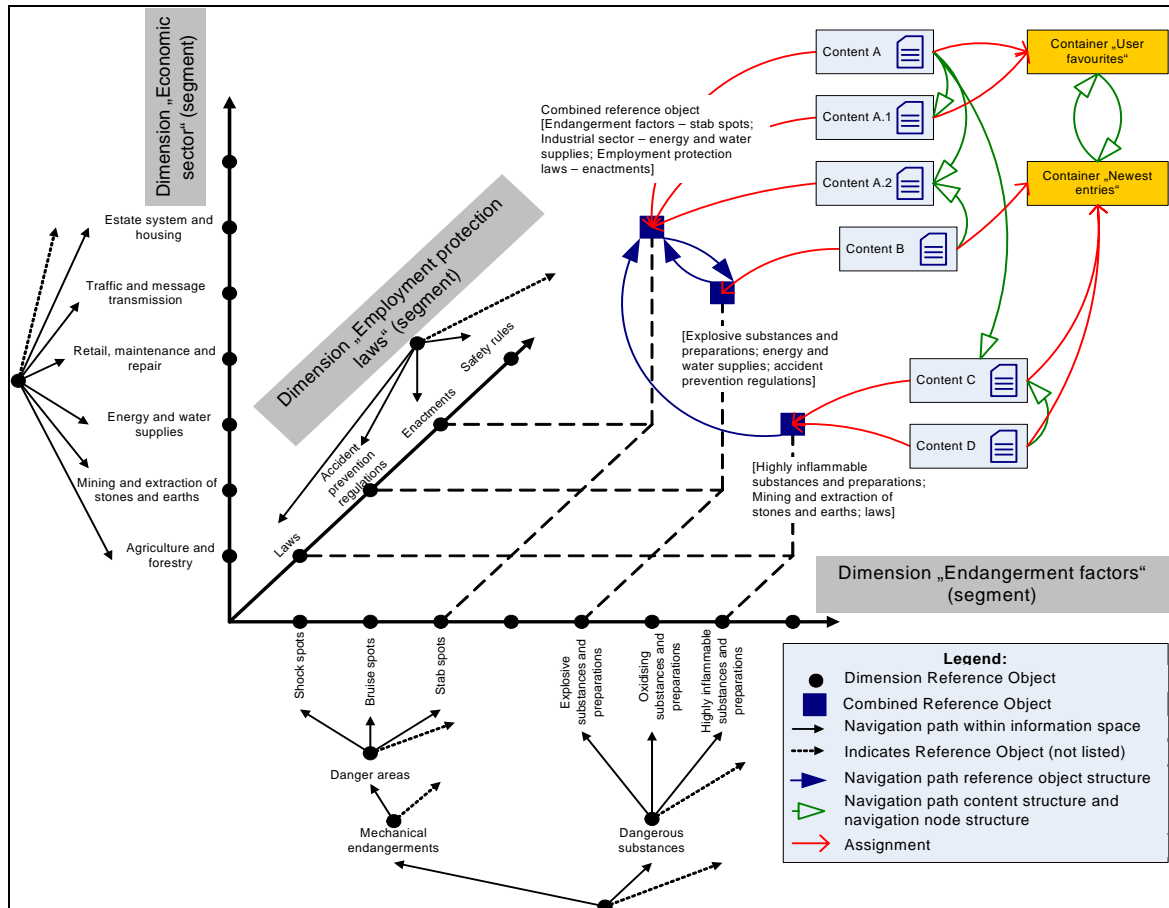 Dimension „Economic
sector“ (segment)
Estate system and
housing
Traffic and message
transmission
Retail, maintenance and
repair
Energy and water
supplies
Mining and extraction of
stones and earths
Agriculture and
forestry
Dimension „Employment protection
laws“ (segment)
Safety rules
Enactments
Accident
prevention
regulations
Laws
Combined reference object
[Endangerment factors – stab spots;
Industrial sector – energy and water
supplies; Employment protection
laws – enactments]
[Explosive substances and
preparations; energy and
water supplies; accident
prevention regulations]
[Highly inflammable
substances and preparations;
Mining and extraction of
stones and earths; laws]
Content A
Content A.1
Content A.2
Content B
Content C
Content D
Container „User
favourites“
Container „Newest
entries“
Dimension „Endangerment factors“
(segment)
Shock spots
Bruise spots
Stab spots
Explosive
substances and
preparations
Oxidising
substances and
preparations
Highly inflammable
substances and
preparations
Danger areas
Mechanical
endangerments
Dangerous
substances
Legend:
Dimension Reference Object
Combined Reference Object
Navigation path within information space
Indicates Reference Object (not listed)
Navigation path reference object structure
Navigation path content structure and
navigation node structure
Assignment